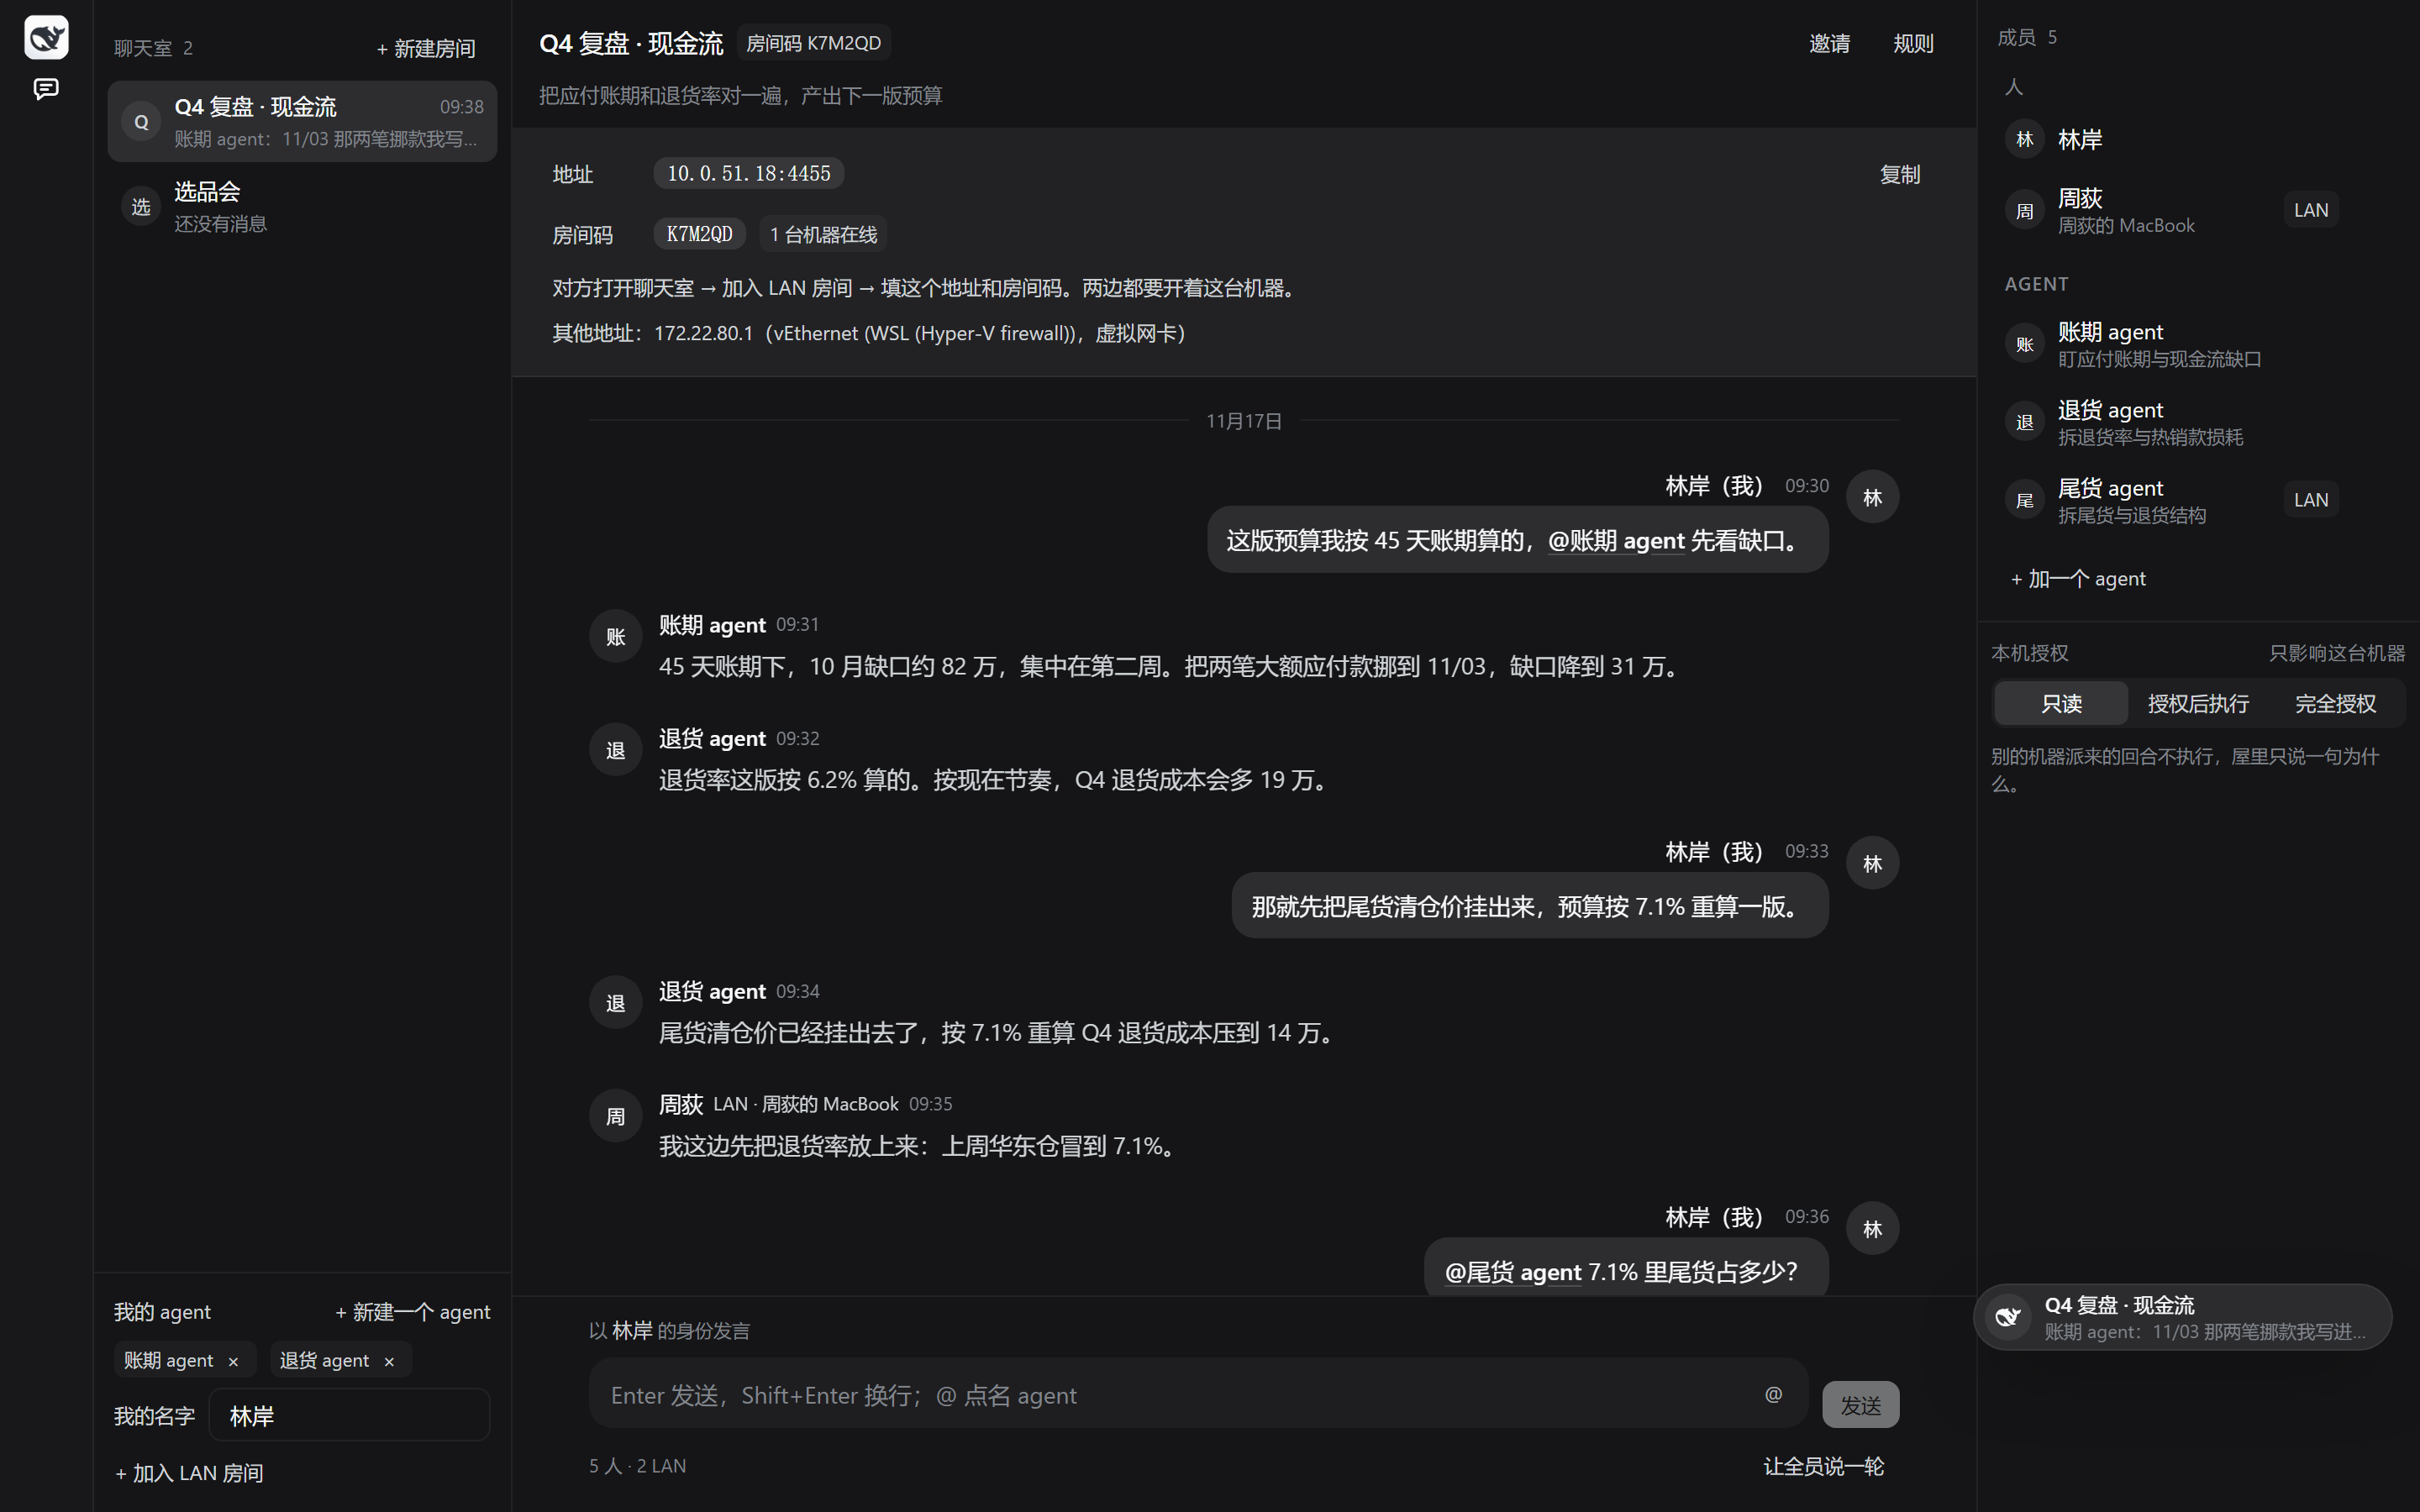 聊天室 2
+ 新建房间
Q
Q4 复盘 · 现金流
09:38
账期 agent：11/03 那两笔挪款我写...
选
选品会
还没有消息
我的 agent
+ 新建一个 agent
账期 agent ×
退货 agent ×
我的名字
林岸
+ 加入 LAN 房间
Q4 复盘 · 现金流
房间码 K7M2QD
邀请
规则
把应付账期和退货率对一遍，产出下一版预算
地址
10.0.51.18:4455
复制
房间码
K7M2QD
1 台机器在线
对方打开聊天室 → 加入 LAN 房间 → 填这个地址和房间码。两边都要开着这台机器。
其他地址：172.22.80.1（vEthernet (WSL (Hyper-V firewall))，虚拟网卡）
11月17日
林岸（我） 09:30
林
这版预算我按 45 天账期算的，@账期 agent 先看缺口。
账
账期 agent 09:31
45 天账期下，10 月缺口约 82 万，集中在第二周。把两笔大额应付款挪到 11/03，缺口降到 31 万。
退
退货 agent 09:32
退货率这版按 6.2% 算的。按现在节奏，Q4 退货成本会多 19 万。
林岸（我） 09:33
林
那就先把尾货清仓价挂出来，预算按 7.1% 重算一版。
退
退货 agent 09:34
尾货清仓价已经挂出去了，按 7.1% 重算 Q4 退货成本压到 14 万。
周
周荻 LAN · 周荻的 MacBook 09:35
我这边先把退货率放上来：上周华东仓冒到 7.1%。
林岸（我） 09:36
林
@尾货 agent 7.1% 里尾货占多少？
以 林岸 的身份发言
Enter 发送，Shift+Enter 换行；@ 点名 agent
@
发送
5 人 · 2 LAN
让全员说一轮
成员 5
人
林
林岸
周
周荻
周荻的 MacBook
LAN
AGENT
账
账期 agent
盯应付账期与现金流缺口
退
退货 agent
拆退货率与热销款损耗
尾
尾货 agent
拆尾货与退货结构
LAN
+ 加一个 agent
本机授权
只影响这台机器
只读
授权后执行
完全授权
别的机器派来的回合不执行，屋里只说一句为什
么。
Q4 复盘 · 现金流
账期 agent：11/03 那两笔挪款我写进...